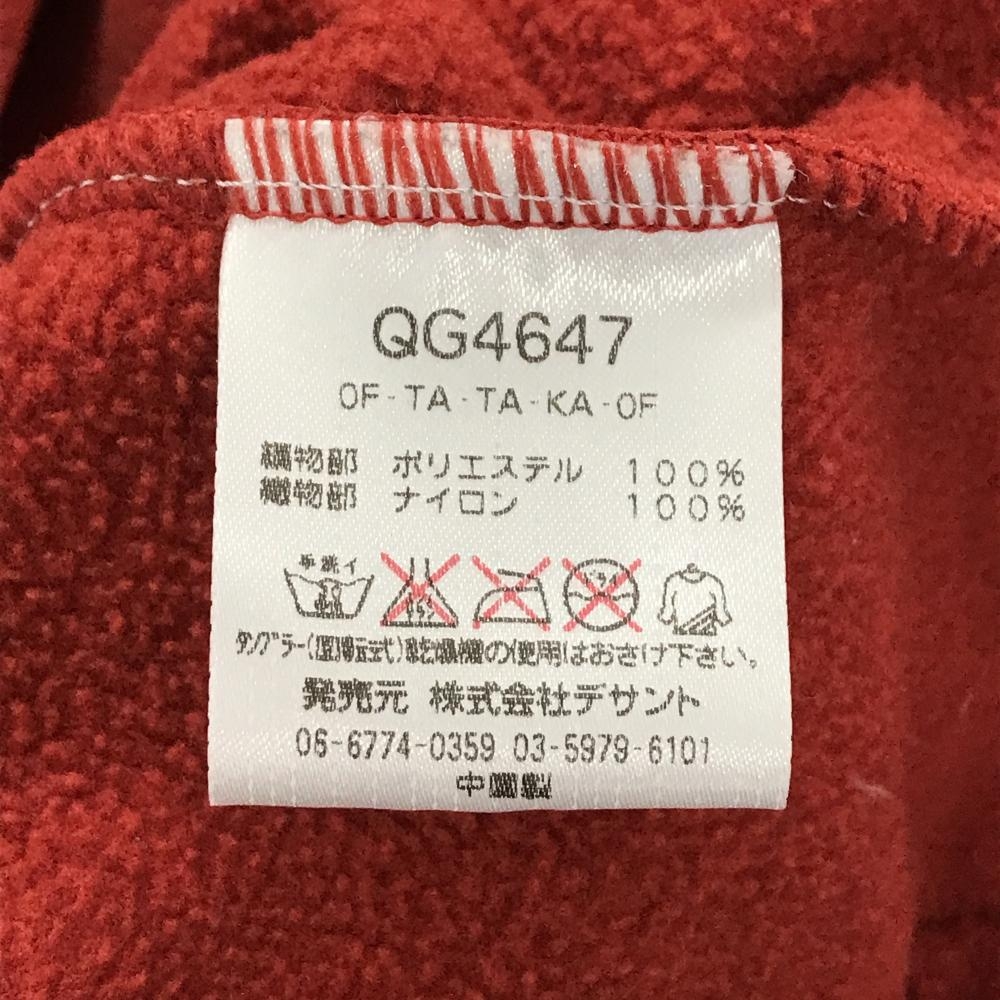 QG4647
OF-TA-TA-KA-OF
編物部 ポリエステル 100%
織物部 ナイロン 100%
手洗イ
30
タンブラー(回転式)乾燥機の使用はおさけ下さい。
発売元 株式会社デサント
06-6774-0359 03-5979-6101
中国製